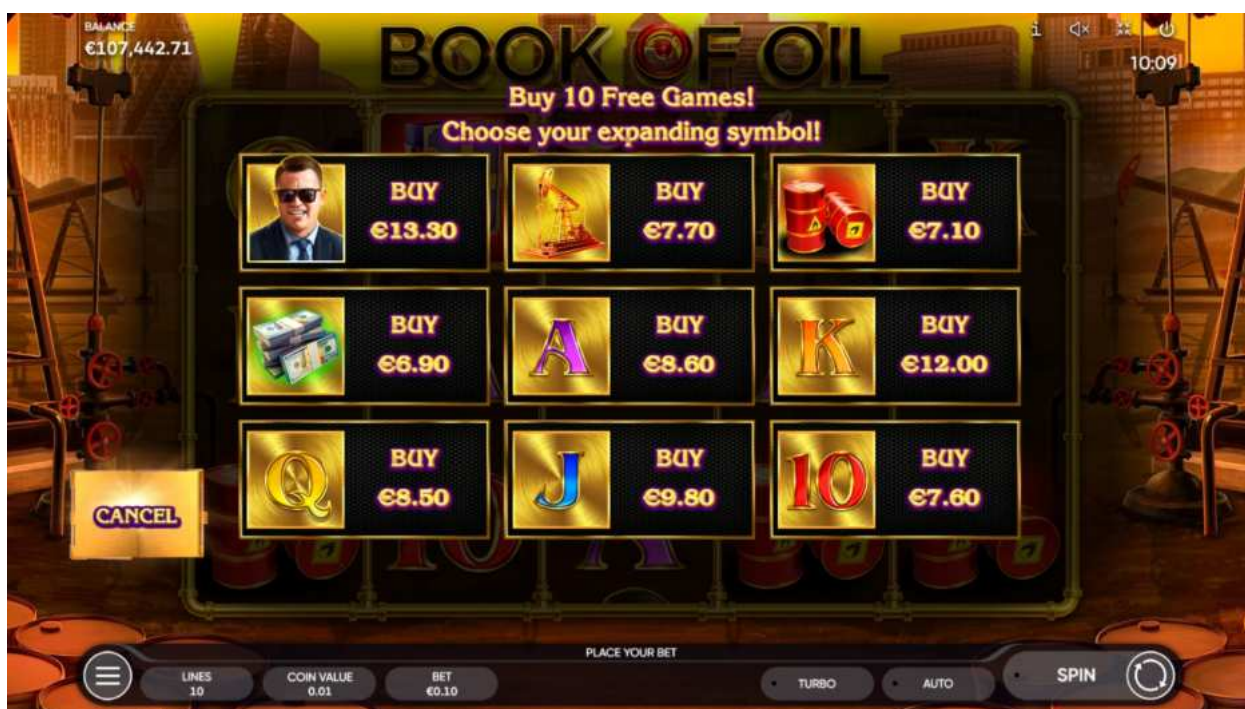 BALANCE
€107,442.71
10:09
BOOK OF OIL
Buy 10 Free Games!
Choose your expanding symbol!
BUY
€13.30
BUY
€7.70
BUY
€7.10
BUY
€6.90
A
BUY
€8.60
K
BUY
€12.00
Q
BUY
€8.50
J
BUY
€9.80
10
BUY
€7.60
CANCEL
PLACE YOUR BET
LINES
10
COIN VALUE
0.01
BET
€0.10
TURBO
AUTO
SPIN